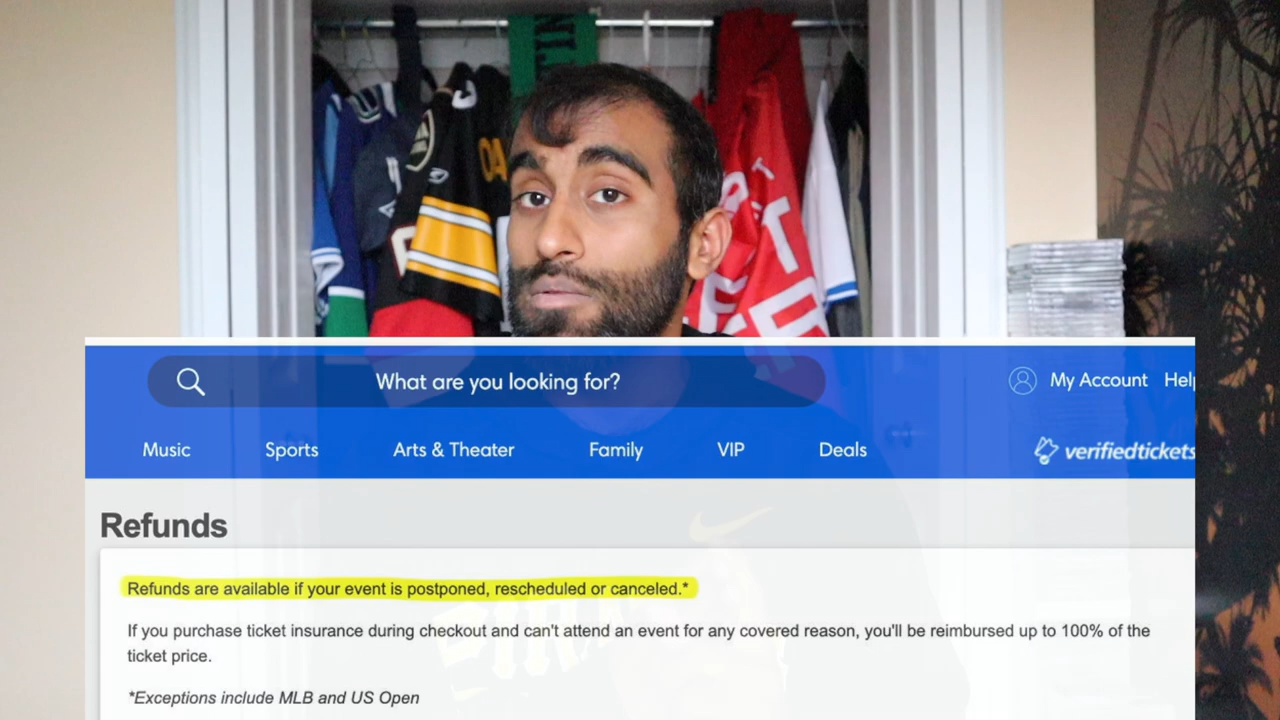 What are you looking for?
My Account Help
Music Sports Arts & Theater Family VIP Deals verifiedtickets
Refunds
Refunds are available if your event is postponed, rescheduled or canceled.*
If you purchase ticket insurance during checkout and can't attend an event for any covered reason, you'll be reimbursed up to 100% of the
ticket price.
*Exceptions include MLB and US Open